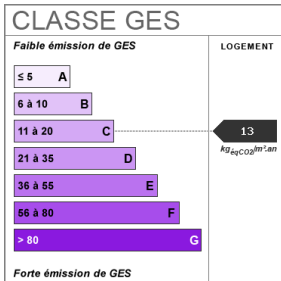 CLASSE GES
Faible émission de GES
LOGEMENT
≤ 5 A
6 à 10 B
11 à 20 C
13
kgéqCO2/m².an
21 à 35 D
36 à 55 E
56 à 80 F
> 80 G
Forte émission de GES